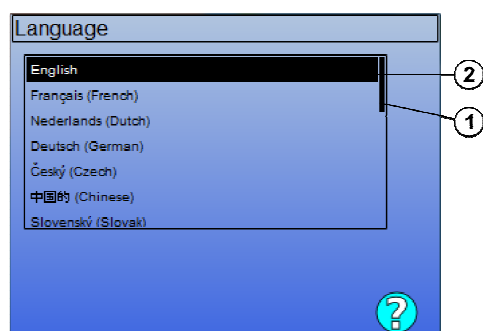 Language
English
2
Français (French)
1
Nederlands (Dutch)
Deutsch (German)
Český (Czech)
中国的 (Chinese)
Slovenský (Slovak)
?